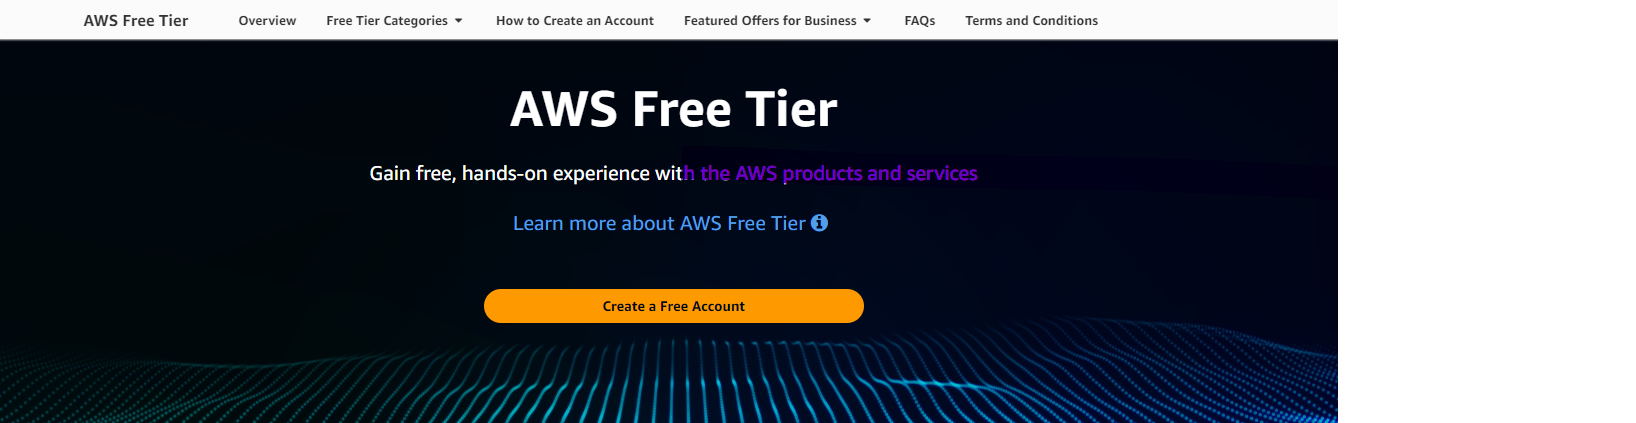 AWS Free Tier Overview Free Tier Categories How to Create an Account Featured Offers for Business FAQs Terms and Conditions
AWS Free Tier
Gain free, hands-on experience with the AWS products and services
Learn more about AWS Free Tier
Create a Free Account